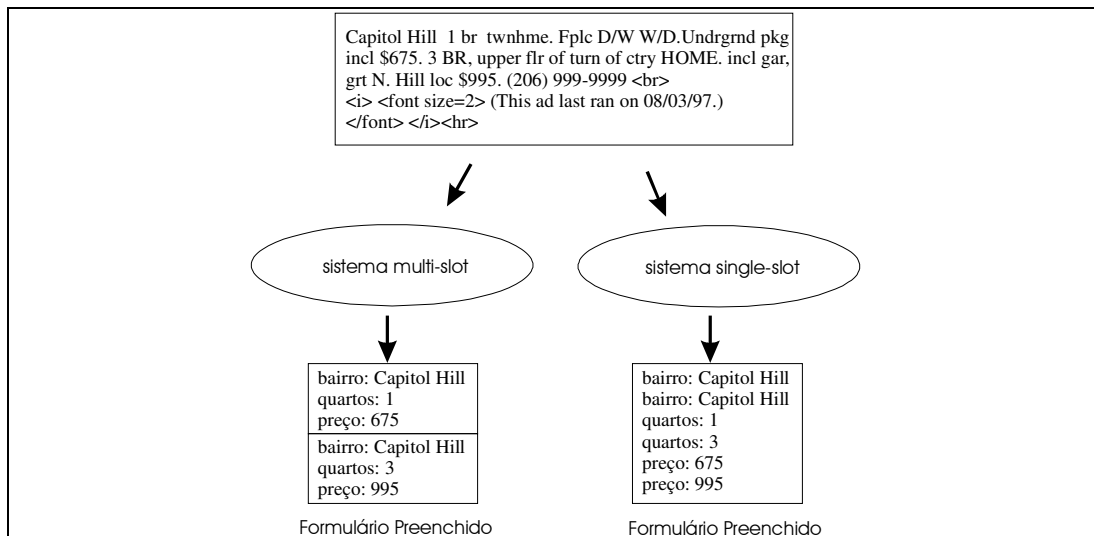 Capitol Hill 1 br twnhme. Fplc D/W W/D.Undrgrnd pkg
incl $675. 3 BR, upper flr of turn of ctry HOME. incl gar,
grt N. Hill loc $995. (206) 999-9999 <br>
<i> <font size=2> (This ad last ran on 08/03/97.)
</font> </i><hr>
sistema multi-slot
sistema single-slot
bairro: Capitol Hill
quartos: 1
preço: 675
bairro: Capitol Hill
quartos: 3
preço: 995
bairro: Capitol Hill
bairro: Capitol Hill
quartos: 1
quartos: 3
preço: 675
preço: 995
Formulário Preenchido
Formulário Preenchido